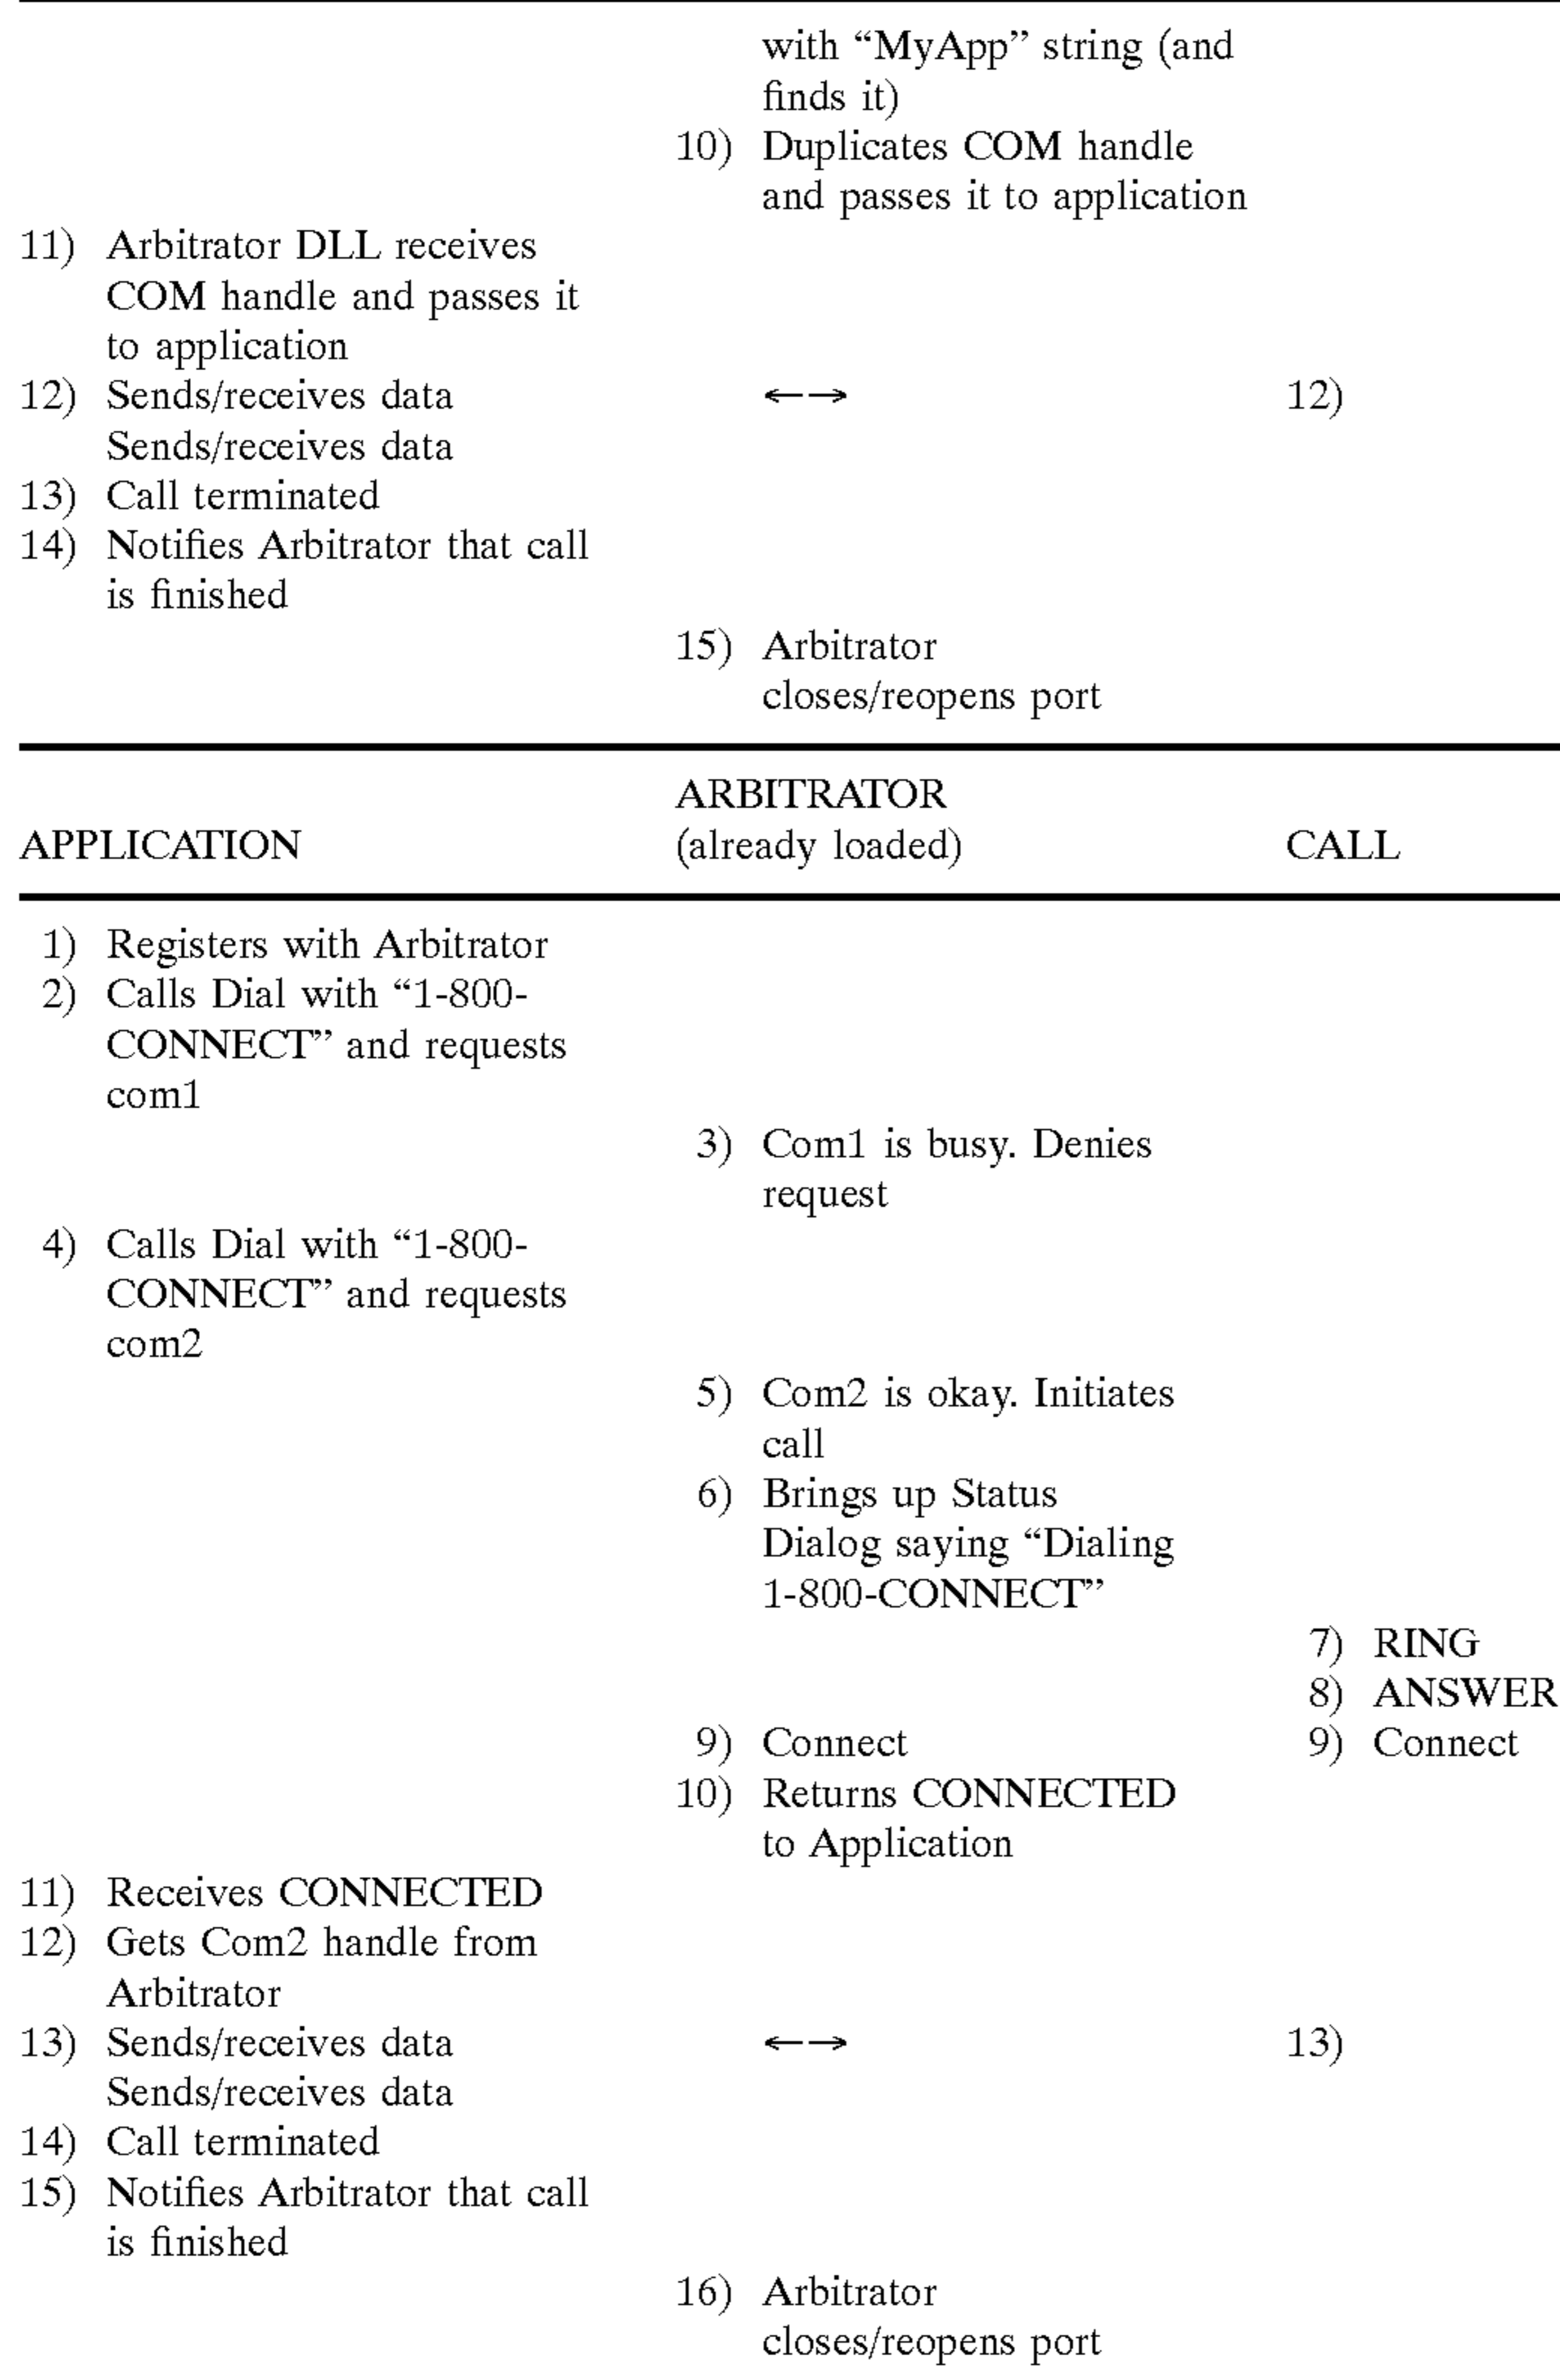 with “MyApp” string (and
finds it)
10) Duplicates COM handle
and passes it to application
11) Arbitrator DLL receives
COM handle and passes it
to application
12) Sends/receives data ←→ 12)
Sends/receives data
13) Call terminated
14) Notifies Arbitrator that call
is finished
15) Arbitrator
closes/reopens port
ARBITRATOR
APPLICATION (already loaded) CALL
1) Registers with Arbitrator
2) Calls Dial with “1-800-
CONNECT” and requests
com1
3) Com1 is busy. Denies
request
4) Calls Dial with “1-800-
CONNECT” and requests
com2
5) Com2 is okay. Initiates
call
6) Brings up Status
Dialog saying “Dialing
1-800-CONNECT”
7) RING
8) ANSWER
9) Connect 9) Connect
10) Returns CONNECTED
to Application
11) Receives CONNECTED
12) Gets Com2 handle from
Arbitrator
13) Sends/receives data ←→ 13)
Sends/receives data
14) Call terminated
15) Notifies Arbitrator that call
is finished
16) Arbitrator
closes/reopens port